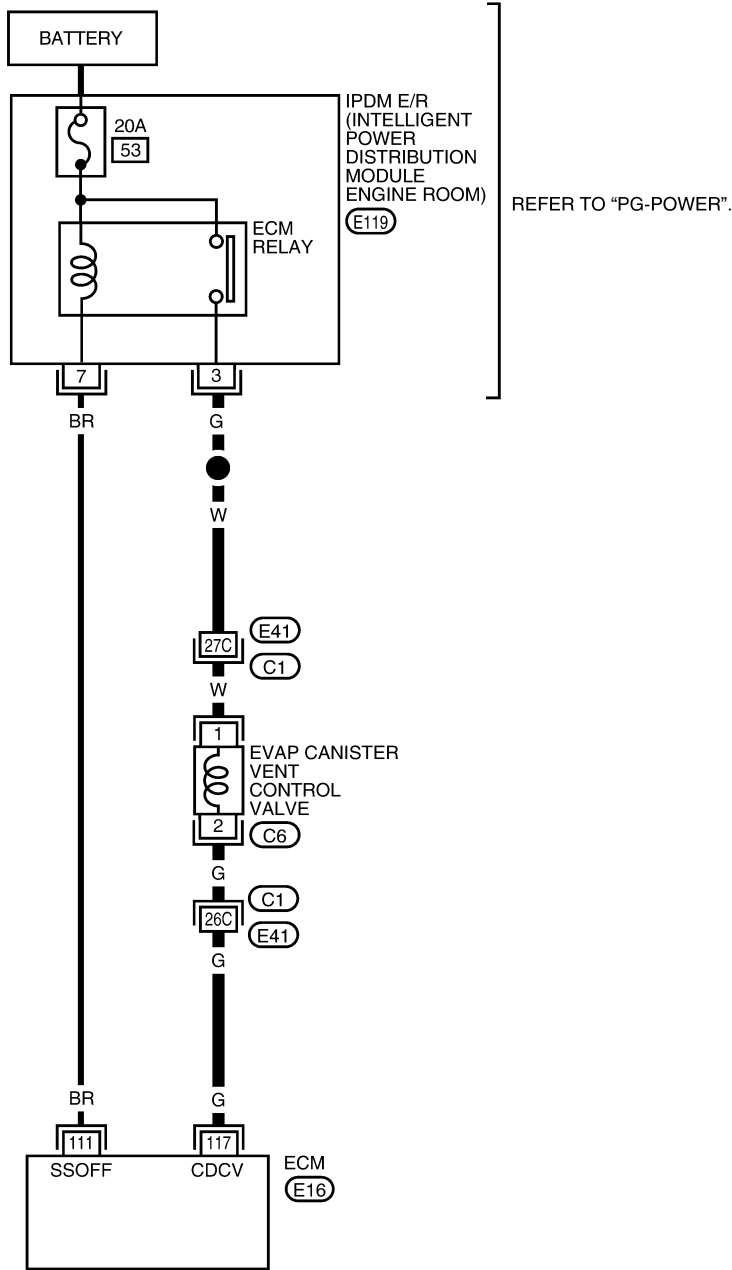 BATTERY
20A
53
IPDM E/R
(INTELLIGENT
POWER
DISTRIBUTION
MODULE
ENGINE ROOM)
E119
REFER TO “PG-POWER”.
ECM
RELAY
7
3
BR
G
W
27C
E41
C1
W
1
EVAP CANISTER
VENT
CONTROL
VALVE
2
C6
G
C1
26C
E41
G
BR
G
111
117
SSOFF
CDCV
ECM
E16